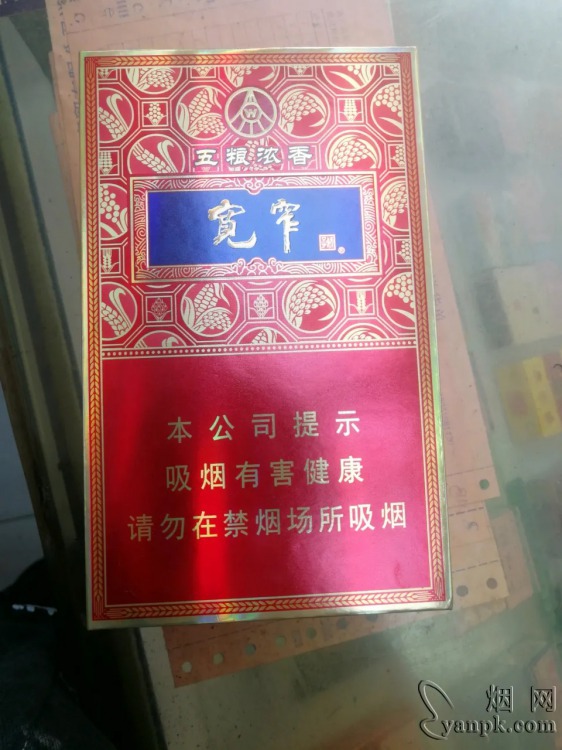 W
五粮浓香
宽窄
本公司提示
吸烟有害健康
请勿在禁烟场所吸烟
烟网
yanpk.com